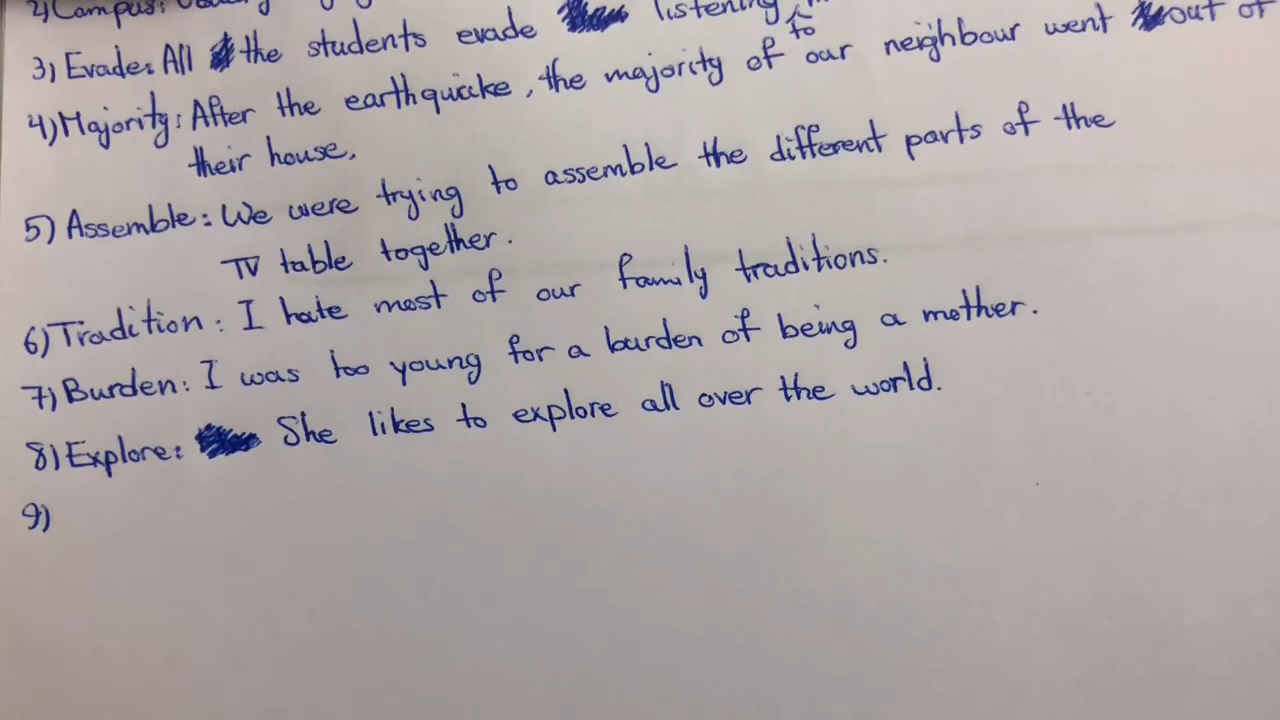 2) Campus:
3) Evade: All the students evade listening to
4) Majority: After the earthquake, the majority of our neighbour went out of
their house,
5) Assemble: We were trying to assemble the different parts of the
TV table together.
6) Tradition: I hate most of our family traditions.
7) Burden: I was too young for a burden of being a mother.
8) Explore: She likes to explore all over the world.
9)